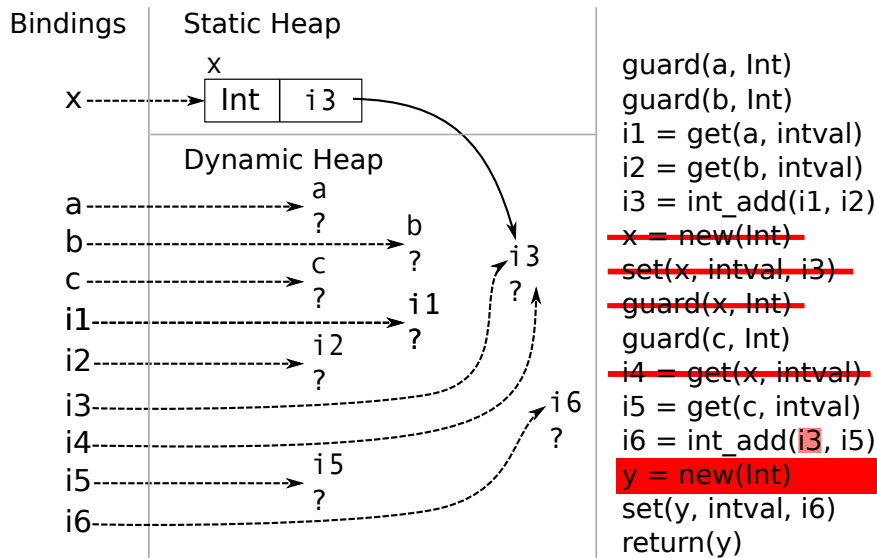 Bindings
Static Heap
x
x
Int
i3
Dynamic Heap
a
a
?
b
b
?
c
c
?
i1
i1
?
i2
i2
?
i3
i3
?
i4
i5
i5
?
i6
i6
?
guard(a, Int)
guard(b, Int)
i1 = get(a, intval)
i2 = get(b, intval)
i3 = int_add(i1, i2)
x = new(Int)
set(x, intval, i3)
guard(x, Int)
guard(c, Int)
i4 = get(x, intval)
i5 = get(c, intval)
i6 = int_add(i3, i5)
y = new(Int)
set(y, intval, i6)
return(y)